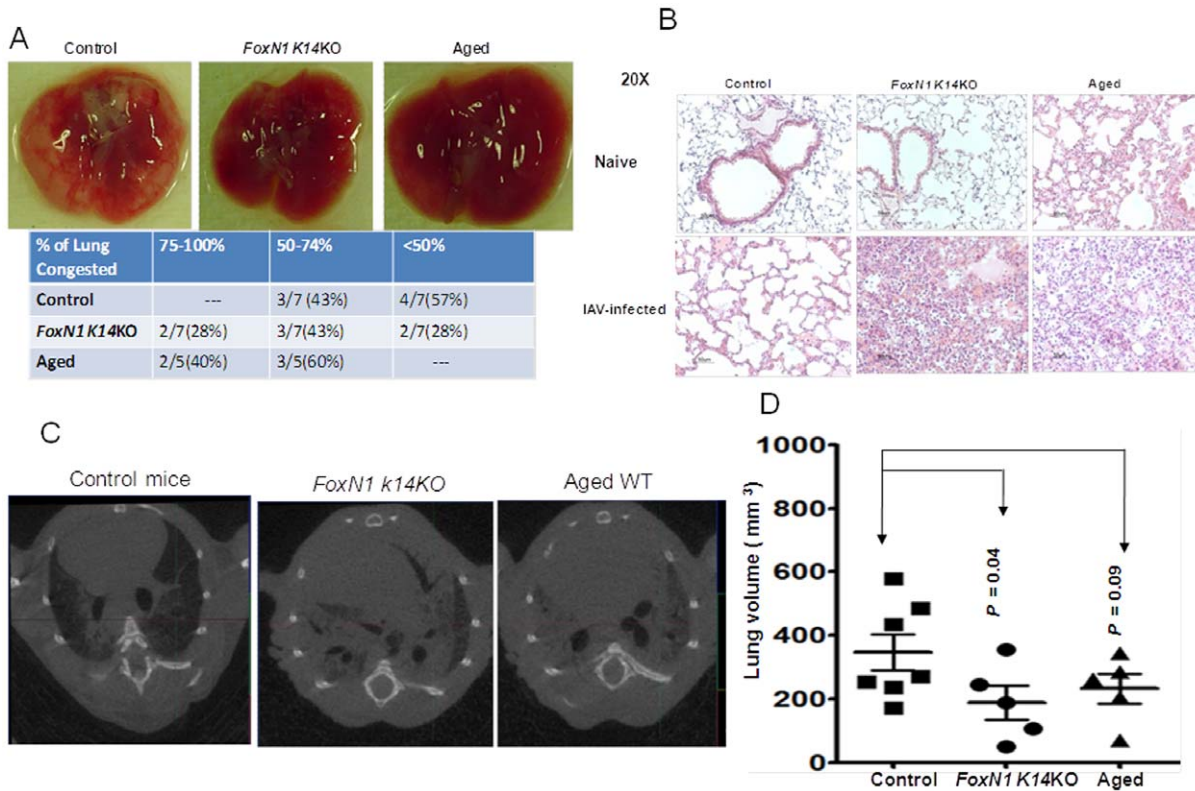 A
Control
FoxN1 K14KO
Aged
% of Lung Congested
75-100%
50-74%
<50%
Control
---
3/7 (43%)
4/7(57%)
FoxN1 K14KO
2/7(28%)
3/7(43%)
2/7(28%)
Aged
2/5(40%)
3/5(60%)
---
B
20X
Control
FoxN1 K14KO
Aged
Naive
IAV-infected
C
Control mice
FoxN1 k14KO
Aged WT
D
Lung volume ( mm ³)
1000
800
600
400
200
0
P = 0.04
P = 0.09
Control
FoxN1 K14KO
Aged